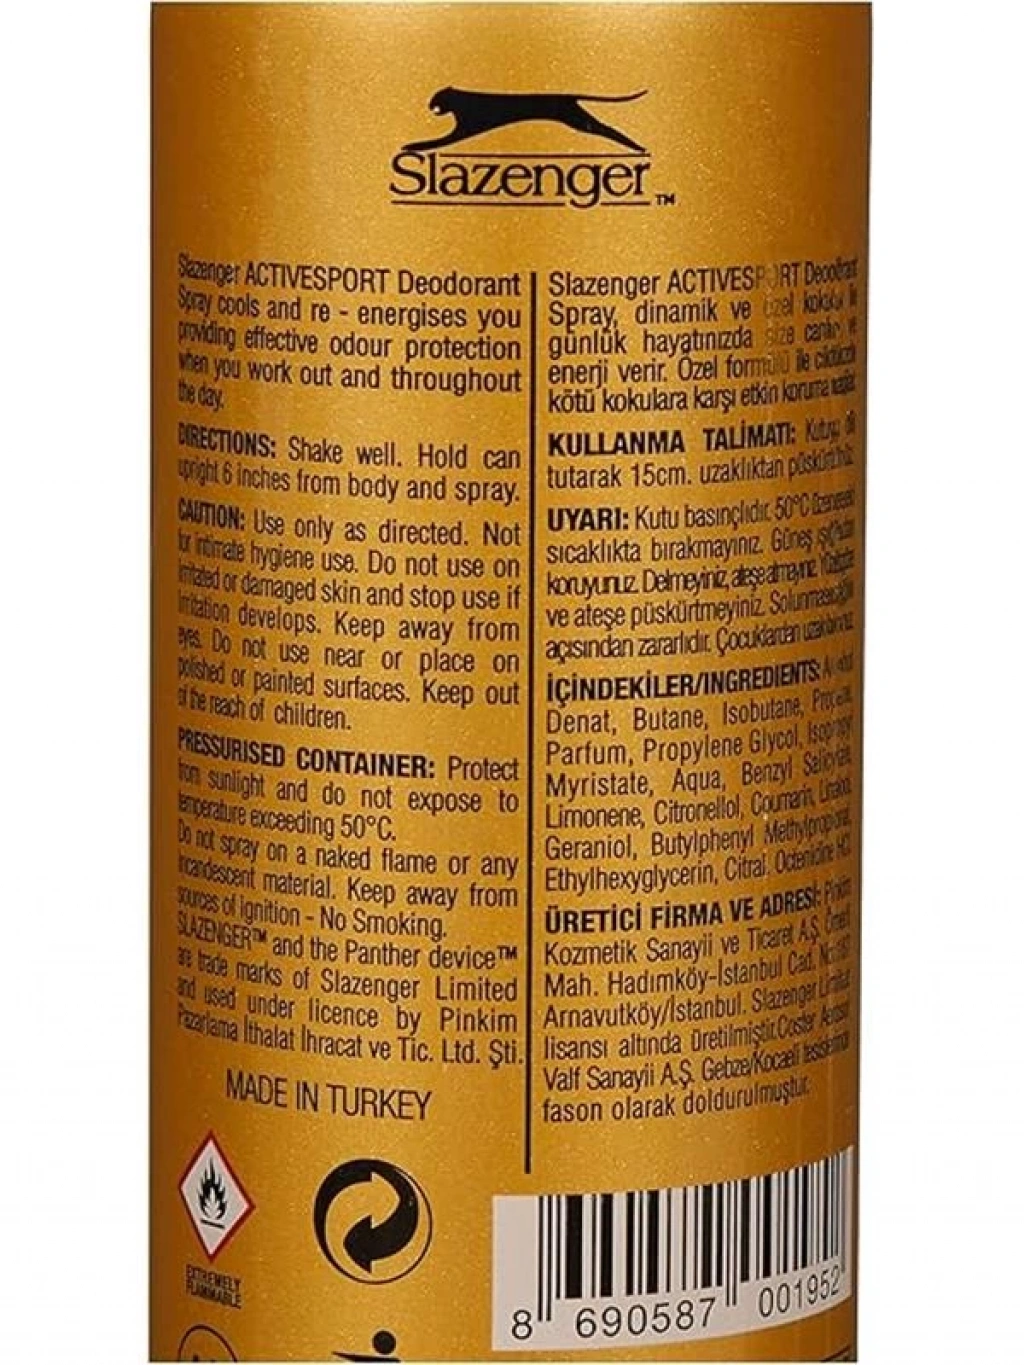 Slazenger™
Slazenger ACTIVESPORT Deodorant
Spray cools and re - energises you
providing effective odour protection
when you work out and throughout
the day.
DIRECTIONS: Shake well. Hold can
upright 6 inches from body and spray.
CAUTION: Use only as directed. Not
for intimate hygiene use. Do not use on
irritated or damaged skin and stop use if
irritation develops. Keep away from
eyes. Do not use near or place on
polished or painted surfaces. Keep out
of the reach of children.
PRESSURISED CONTAINER: Protect
from sunlight and do not expose to
temperature exceeding 50°C.
Do not spray on a naked flame or any
incandescent material. Keep away from
sources of ignition - No Smoking.
SLAZENGER™ and the Panther device™
are trade marks of Slazenger Limited
and used under licence by Pinkim
Pazarlama İthalat İhracat ve Tic. Ltd. Şti.
MADE IN TURKEY
EXTREMELY
FLAMMABLE
Slazenger ACTIVESPORT Deodorant
Spray, dinamik ve özel kokusu ile
günlük hayatınızda size canlılık ve
enerji verir. Özel formülü ile
kötü kokulara karşı etkin koruma sağlar.
KULLANMA TALİMATI: Kutuyu dik
tutarak 15cm. uzaklıktan püskürtünüz.
UYARI: Kutu basınçlıdır. 50°C üzerindeki
sıcaklıkta bırakmayınız. Güneş ışığından
koruyunuz. Delmeyiniz, ateşe atmayınız.
ve ateşe püskürtmeyiniz. Solunması
açısından zararlıdır. Çocuklardan uzak
İÇİNDEKİLER/INGREDIENTS: Alcohol
Denat, Butane, Isobutane, Propane,
Parfum, Propylene Glycol, Isopropyl
Myristate, Aqua, Benzyl Salicylate,
Limonene, Citronellol, Coumarin, Linalool,
Geraniol, Butylphenyl Methylpropional,
Ethylhexyglycerin, Citral, Octenidine HCl
ÜRETİCİ FİRMA VE ADRESİ: Pinkim
Kozmetik Sanayii ve Ticaret A.Ş. Ömerli
Mah. Hadımköy-İstanbul Cad.
Arnavutköy/İstanbul. Slazenger Limited
lisansı altında üretilmiştir. Coster Aerosol
Valf Sanayii A.Ş. Gebze/Kocaeli tesislerinde
fason olarak doldurulmuştur.
8 690587 001952